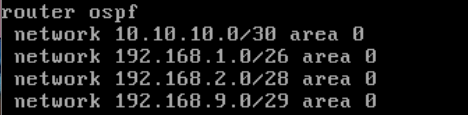 router ospf
network 10.10.10.0/30 area 0
network 192.168.1.0/26 area 0
network 192.168.2.0/28 area 0
network 192.168.9.0/29 area 0